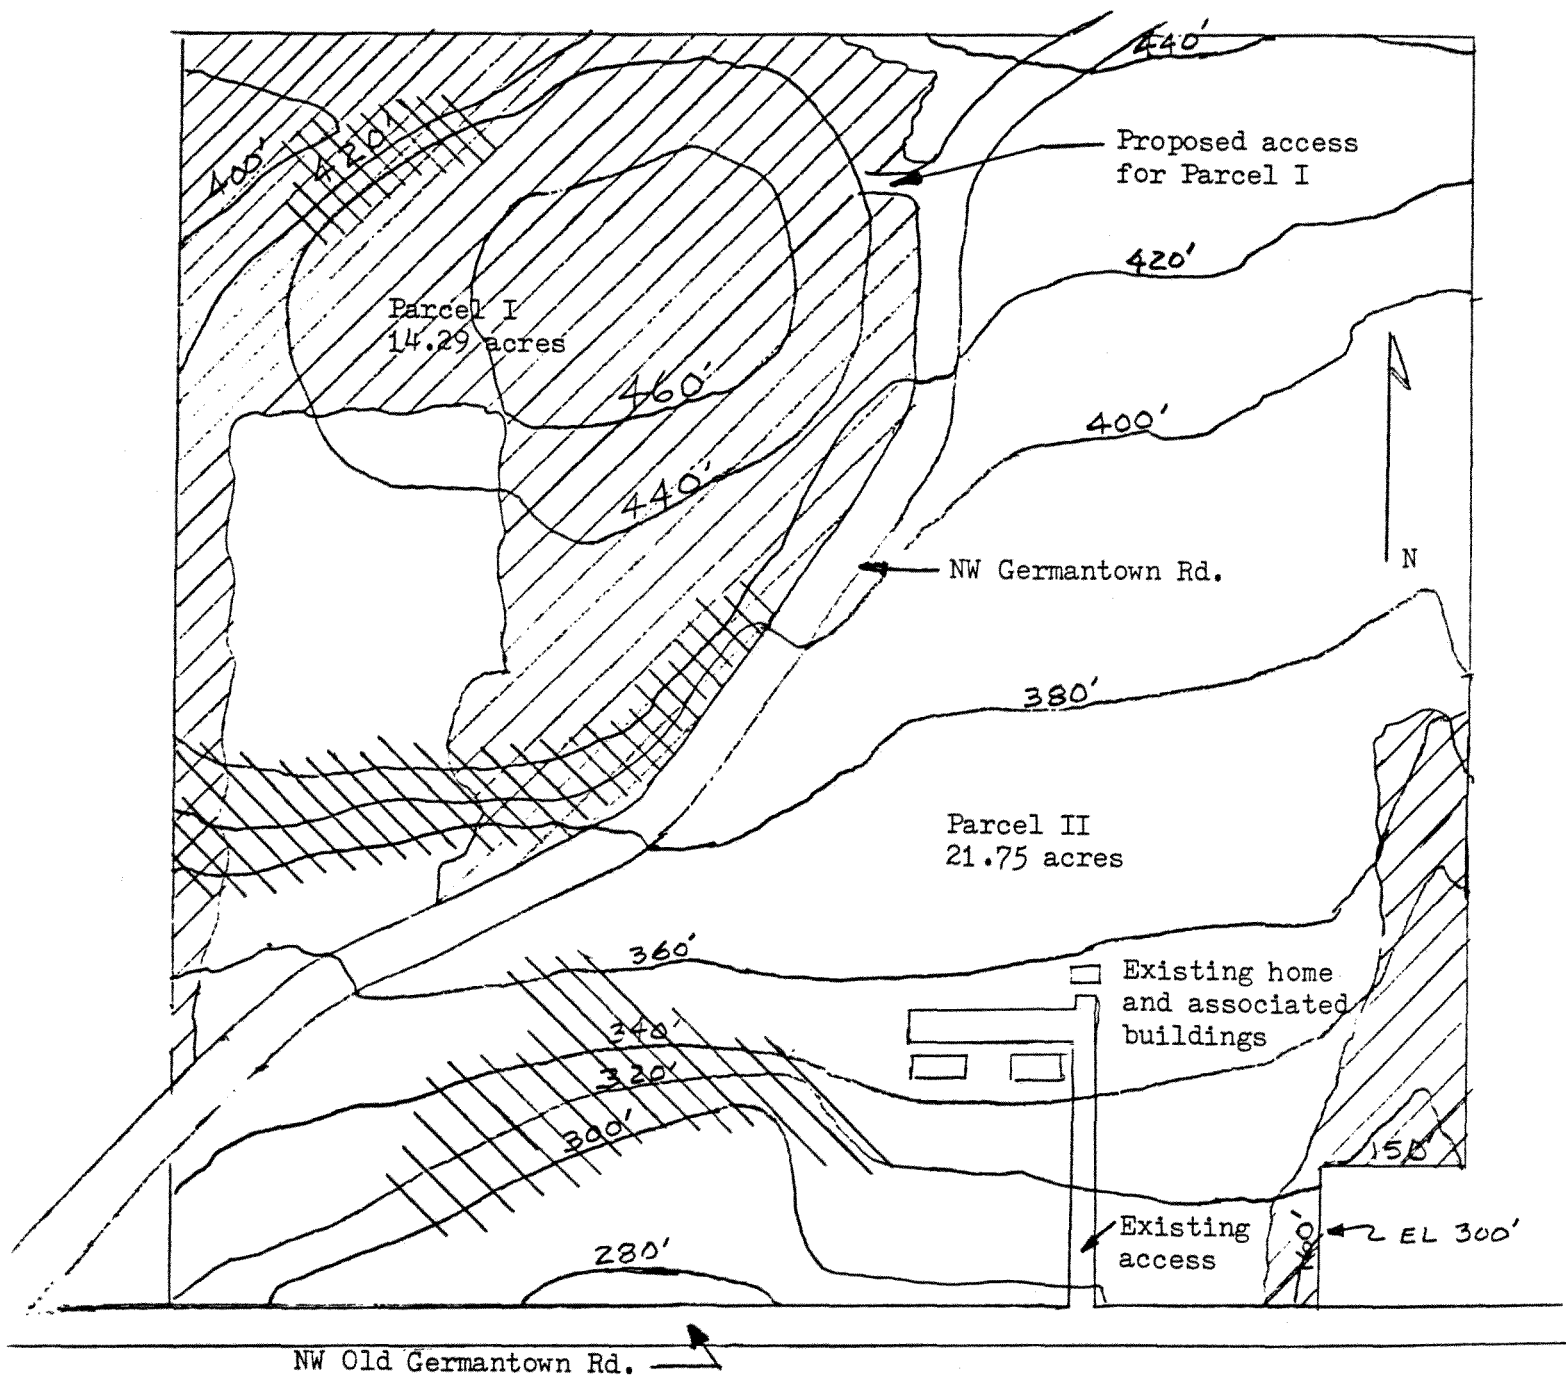 440'
Proposed access
for Parcel I
400'
420'
420'
Parcel I
14.29 acres
460'
400'
440'
NW Germantown Rd.
N
380'
Parcel II
21.75 acres
360'
Existing home
and associated
buildings
340'
320'
300'
150'
Existing
access
EL 300'
280'
NW Old Germantown Rd.